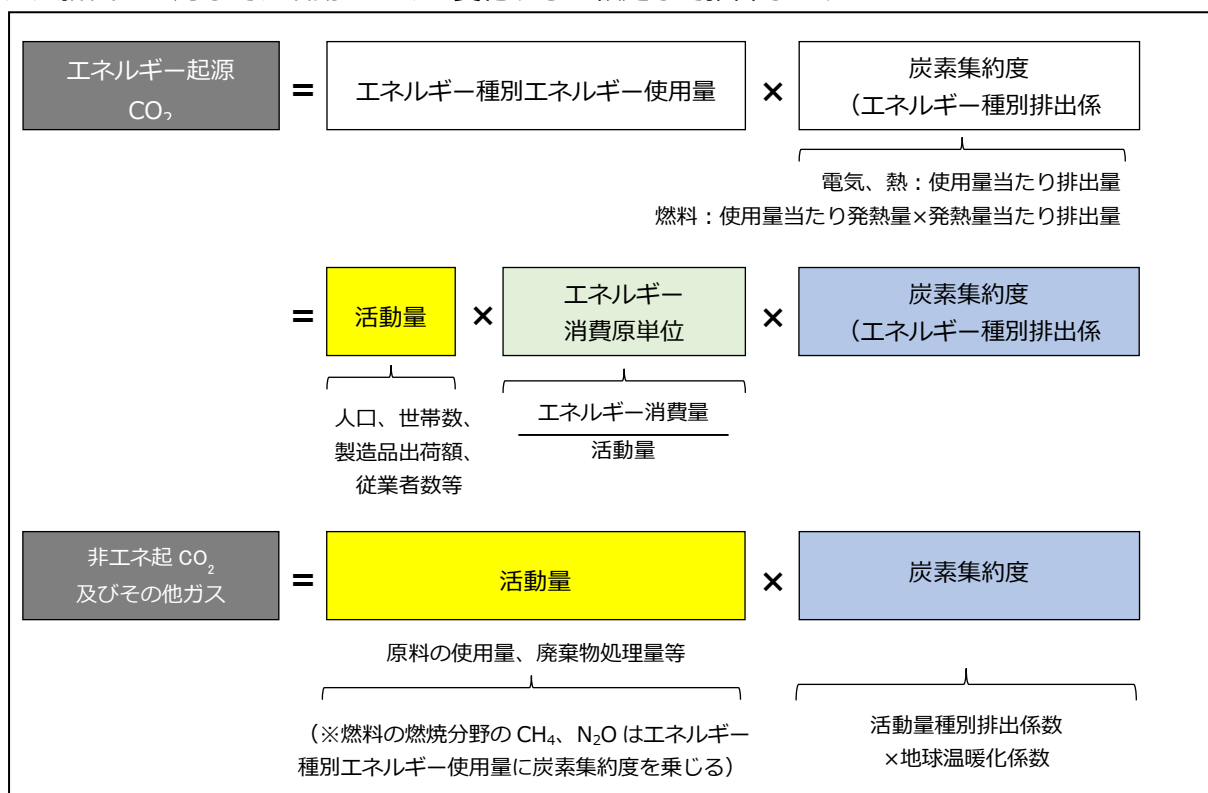 エネルギー起源
CO₂
=
エネルギー種別エネルギー使用量
×
炭素集約度
(エネルギー種別排出係
電気、熱：使用量当たり排出量
燃料：使用量当たり発熱量×発熱量当たり排出量
=
活動量
×
エネルギー
消費原単位
×
炭素集約度
(エネルギー種別排出係
人口、世帯数、
製造品出荷額、
従業者数等
エネルギー消費量
活動量
非エネ起 CO₂
及びその他ガス
=
活動量
×
炭素集約度
原料の使用量、廃棄物処理量等
(※燃料の燃焼分野の CH₄、N₂O はエネルギー
種別エネルギー使用量に炭素集約度を乗じる)
活動量種別排出係数
×地球温暖化係数